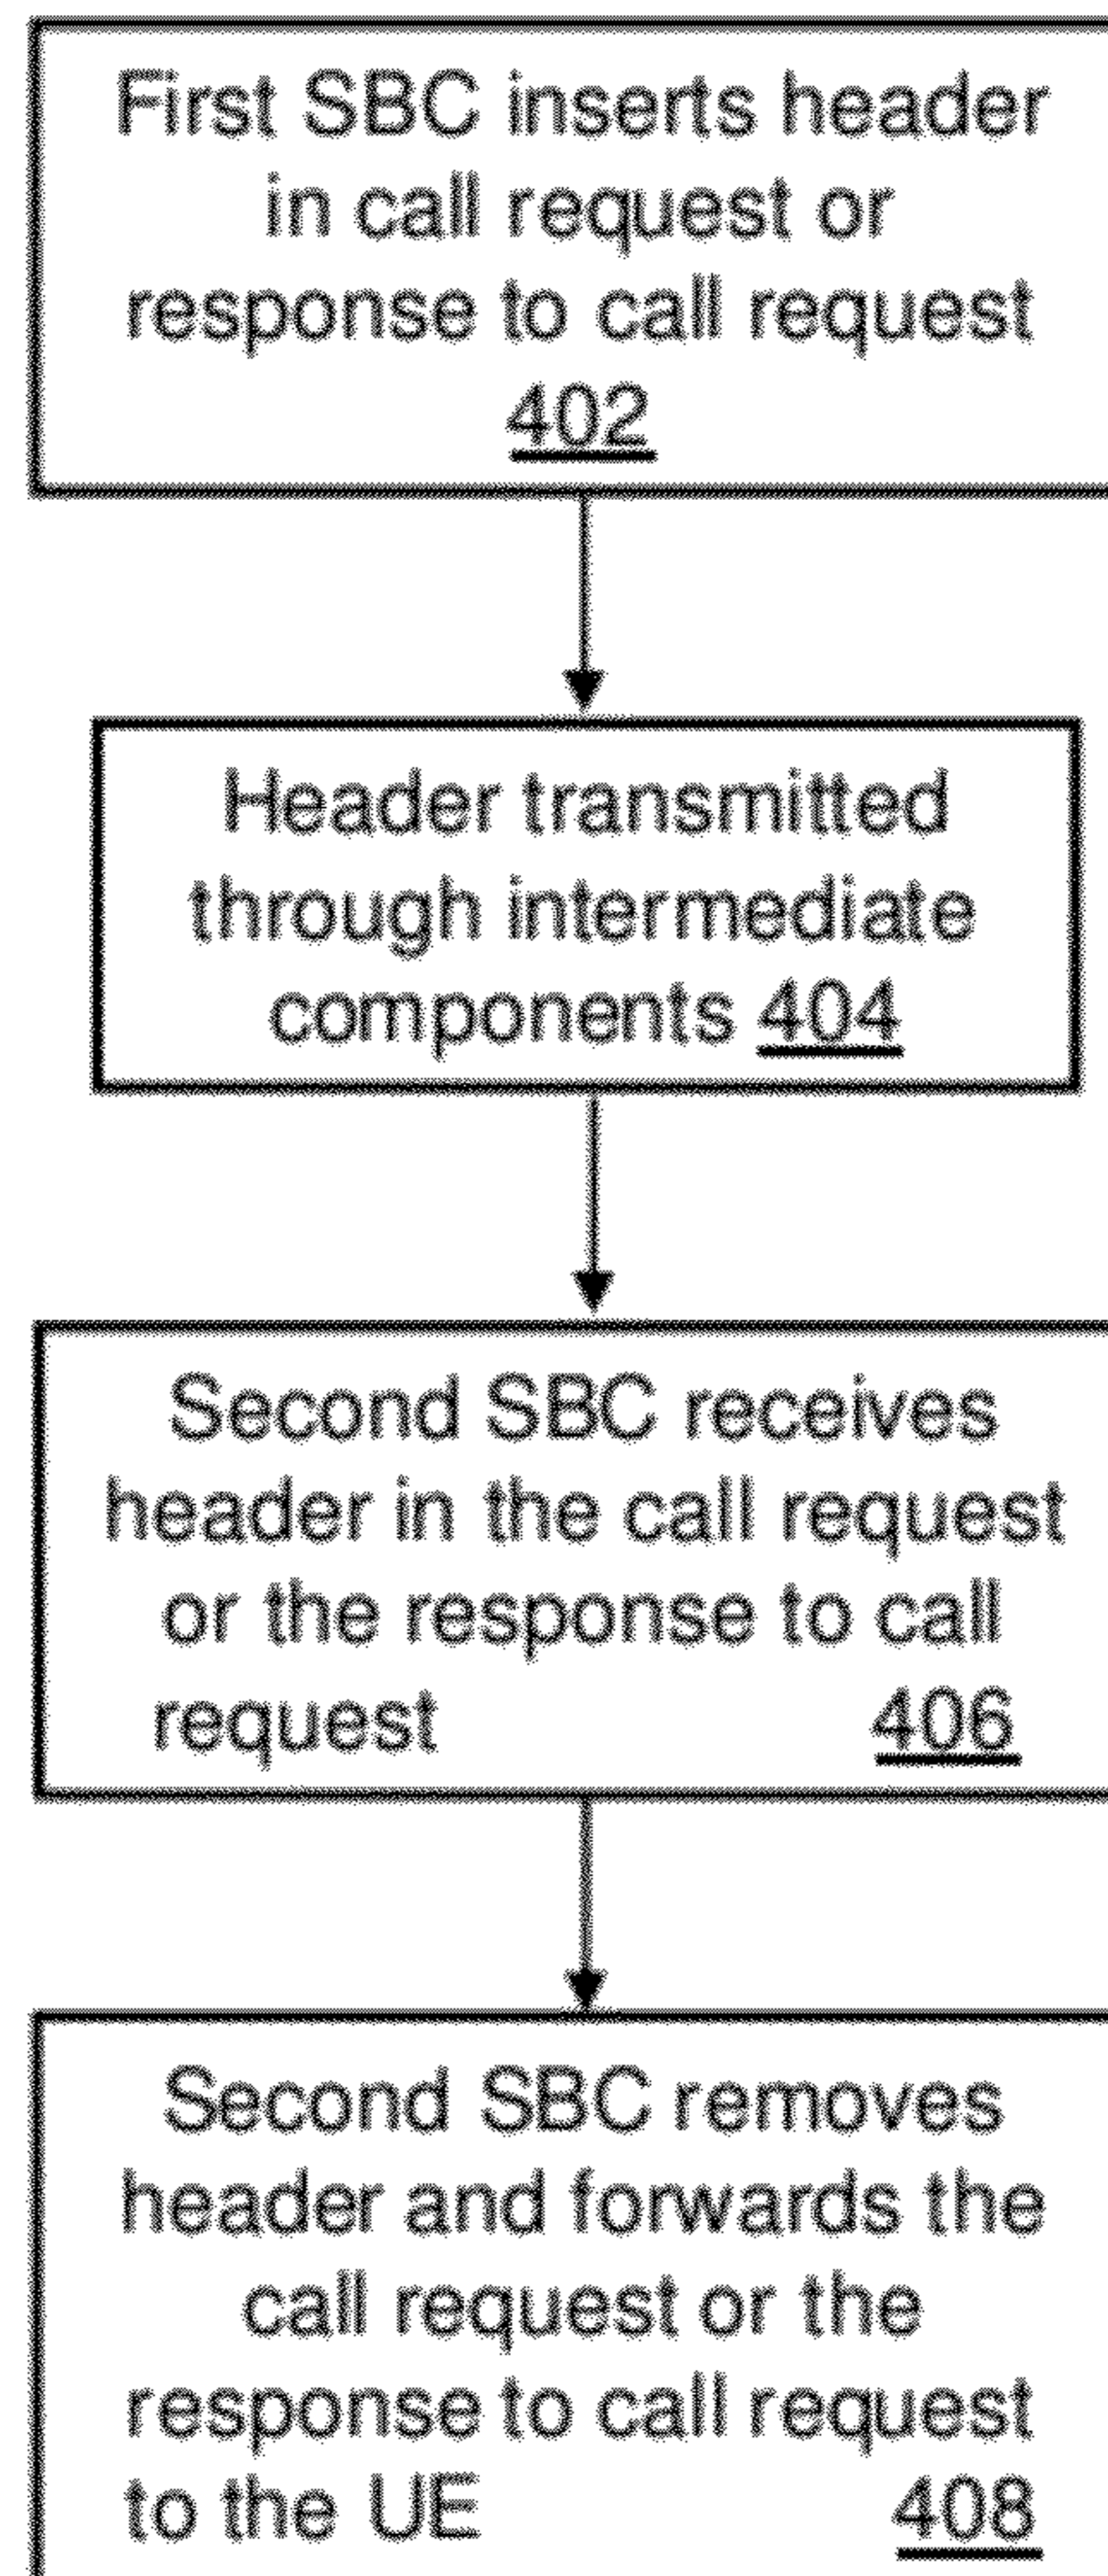 First SBC inserts header
in call request or
response to call request
402
Header transmitted
through intermediate
components 404
Second SBC receives
header in the call request
or the response to call
request 406
Second SBC removes
header and forwards the
call request or the
response to call request
to the UE 408